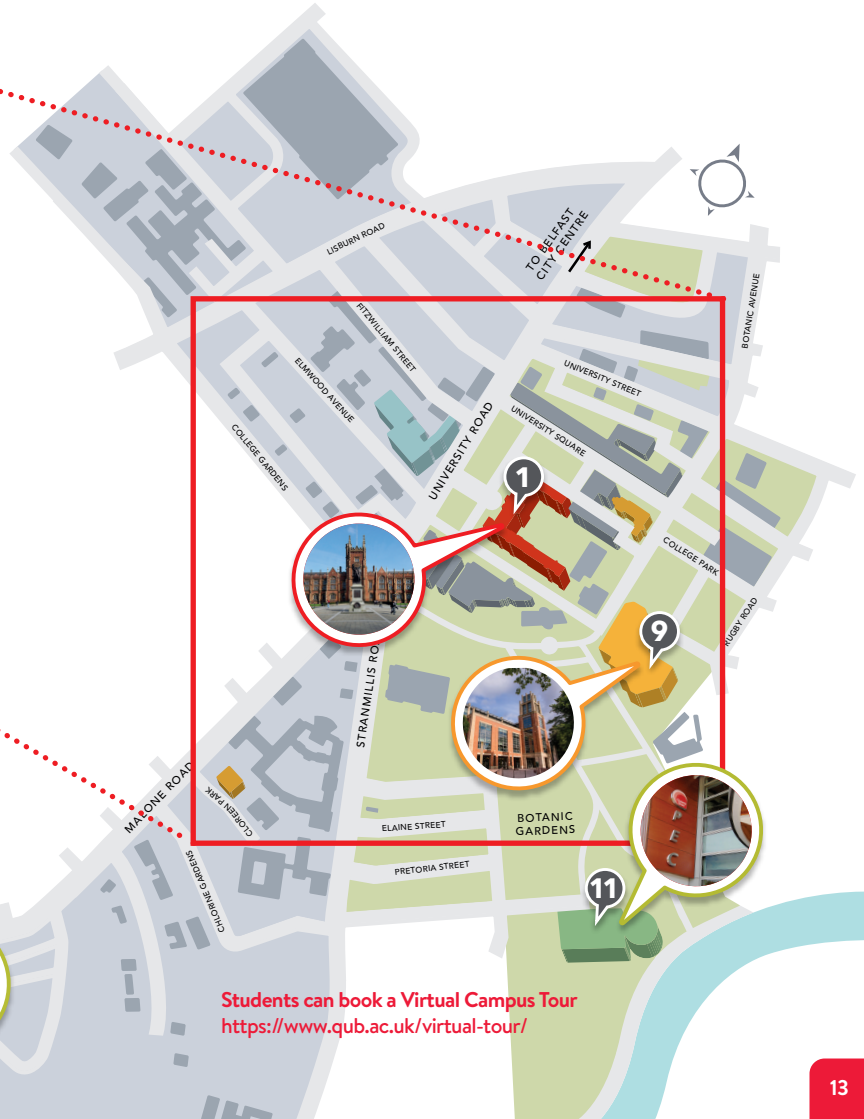 LISBURN ROAD
TO BELFAST
CITY CENTRE
BOTANIC AVENUE
FITZWILLIAM STREET
ELMWOOD AVENUE
UNIVERSITY STREET
UNIVERSITY SQUARE
COLLEGE GARDENS
UNIVERSITY ROAD
1
COLLEGE PARK
RUGBY ROAD
9
STRANMILLIS RO
MALONE ROAD
CLOREEN PARK
ELAINE STREET
BOTANIC
GARDENS
PEC
PRETORIA STREET
CHLORINE GARDENS
11
Students can book a Virtual Campus Tour
https://www.qub.ac.uk/virtual-tour/
13